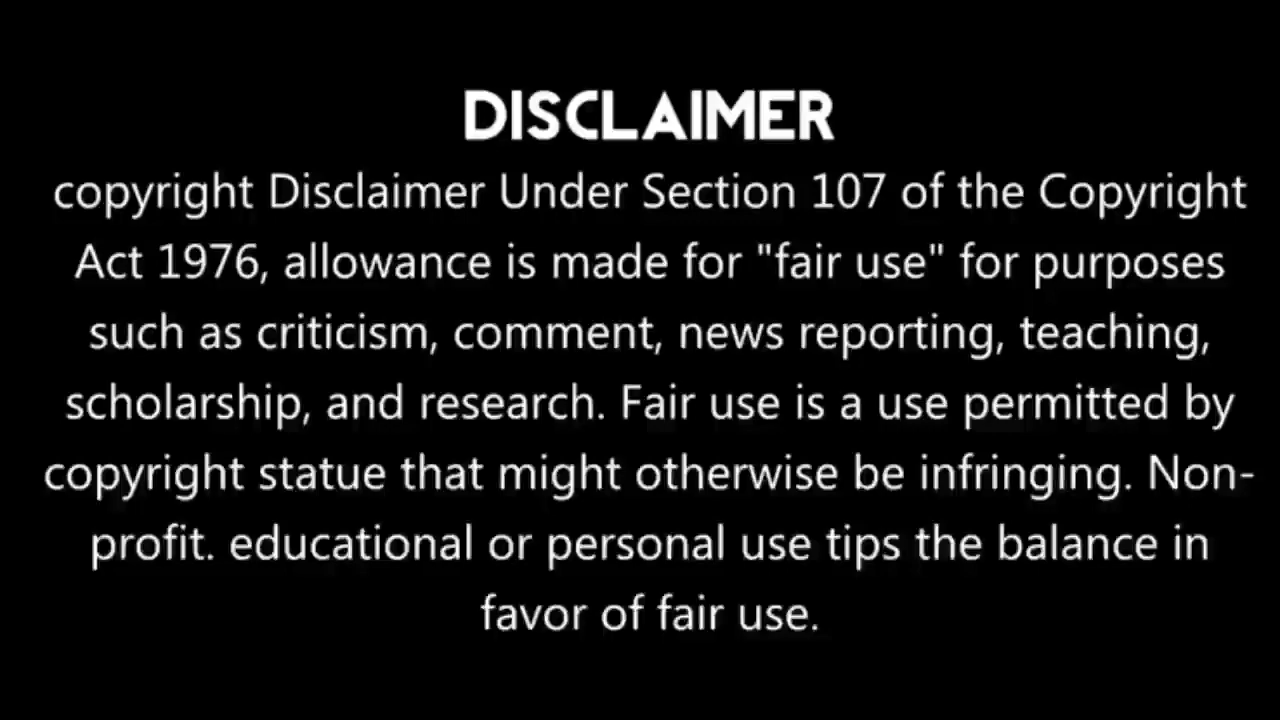 DISCLAIMER
copyright Disclaimer Under Section 107 of the Copyright
Act 1976, allowance is made for "fair use" for purposes
such as criticism, comment, news reporting, teaching,
scholarship, and research. Fair use is a use permitted by
copyright statue that might otherwise be infringing. Non-
profit. educational or personal use tips the balance in
favor of fair use.